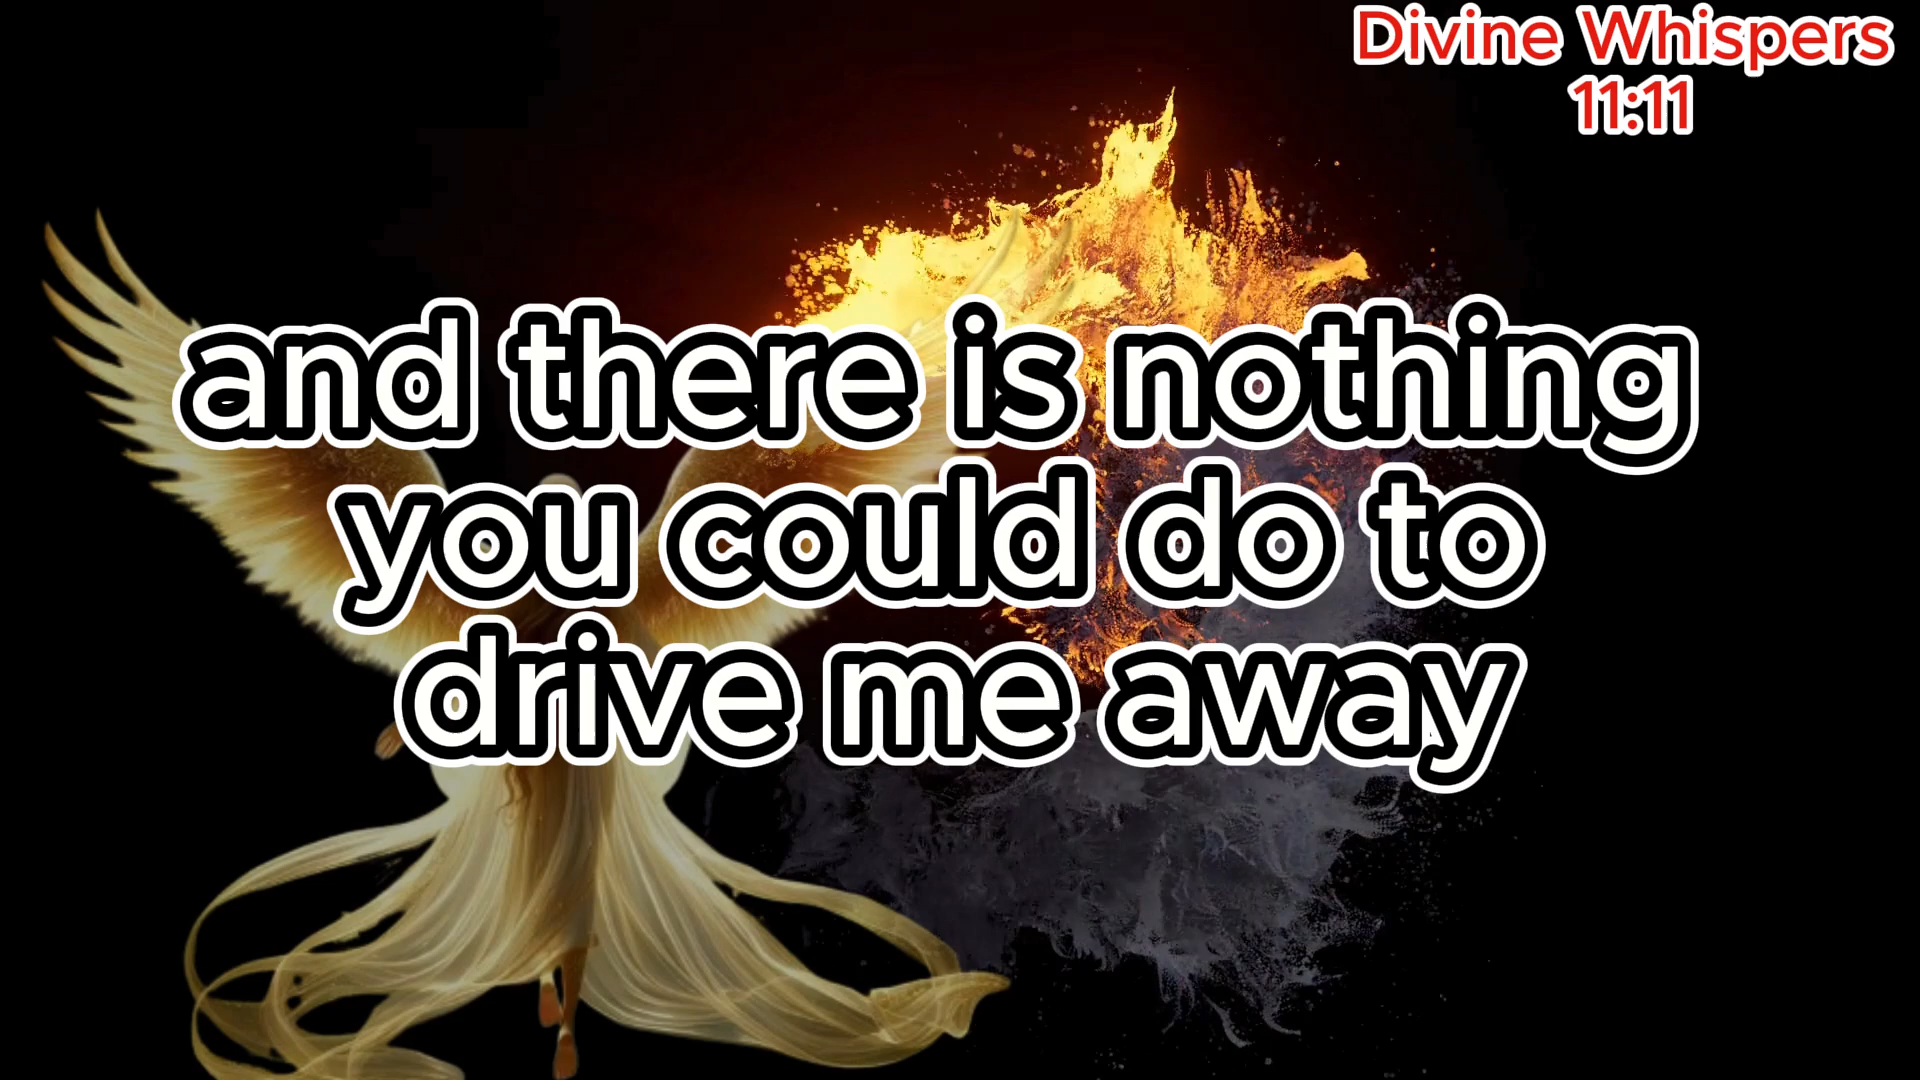 Divine Whispers
11:11
and there is nothing
you could do to
drive me away